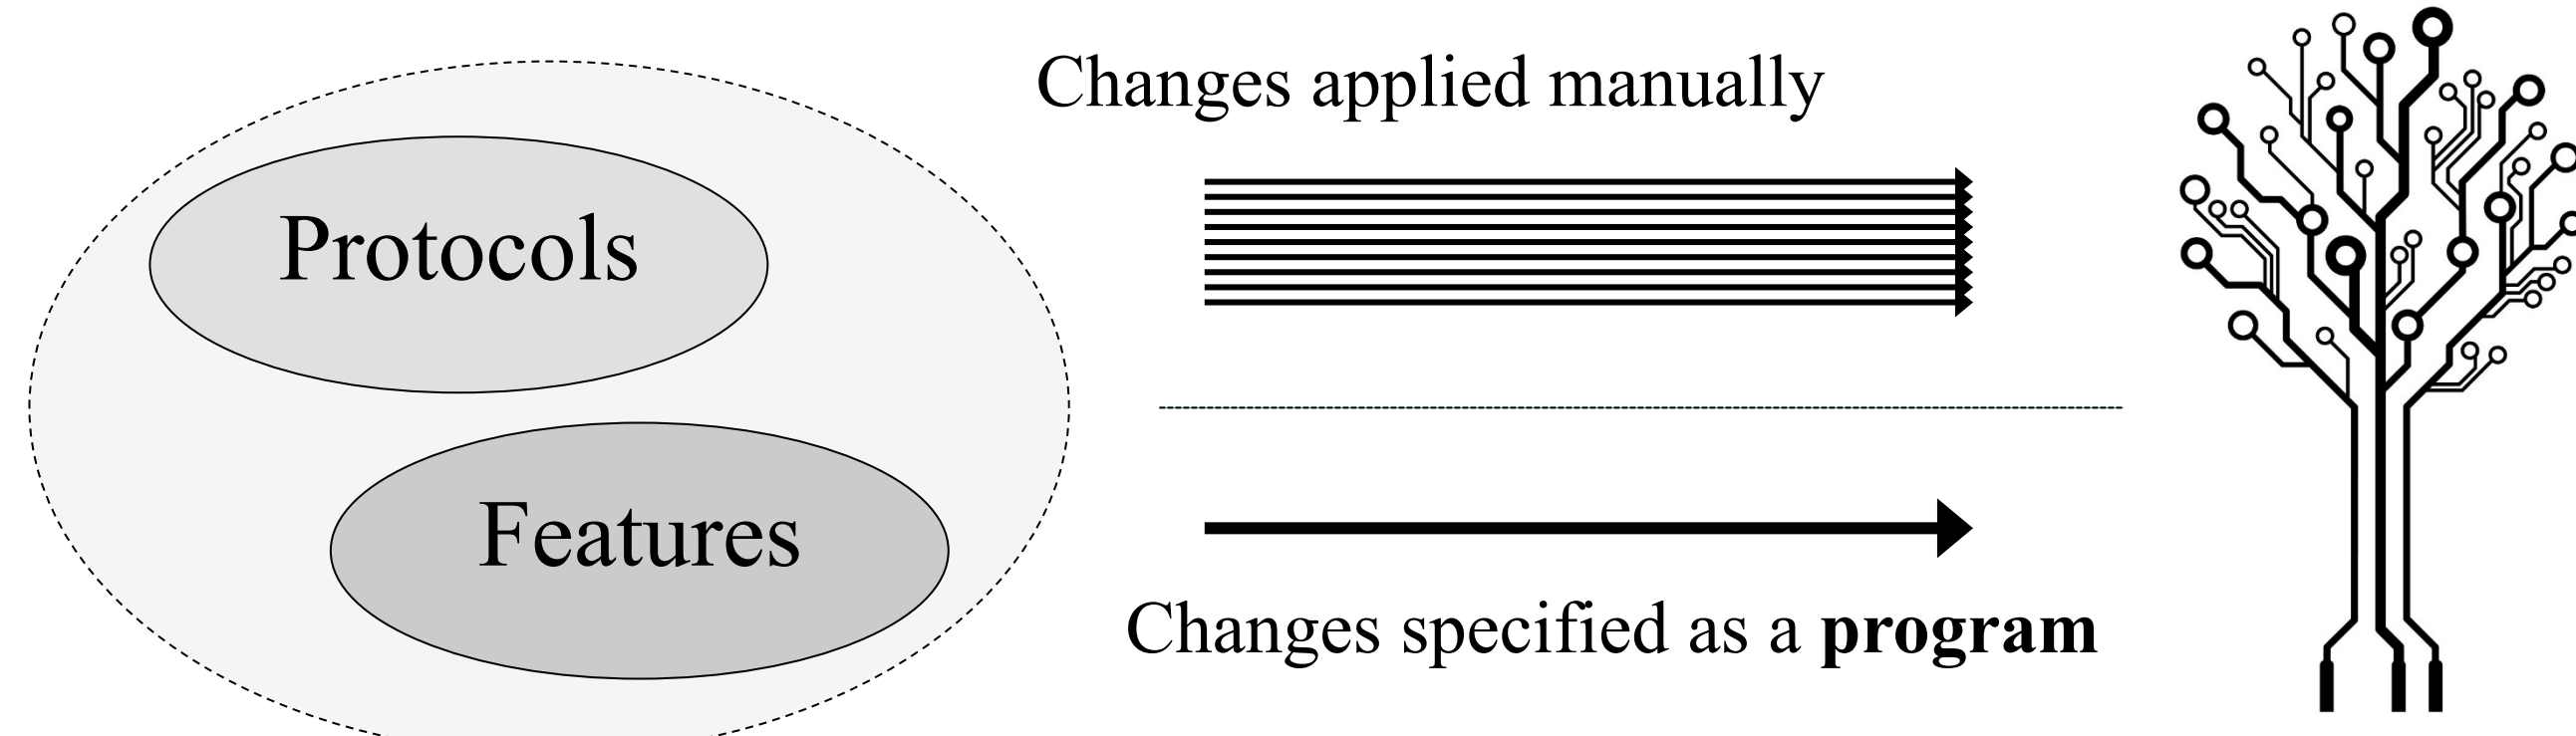 Changes applied manually
Protocols
Features
Changes specified as a program